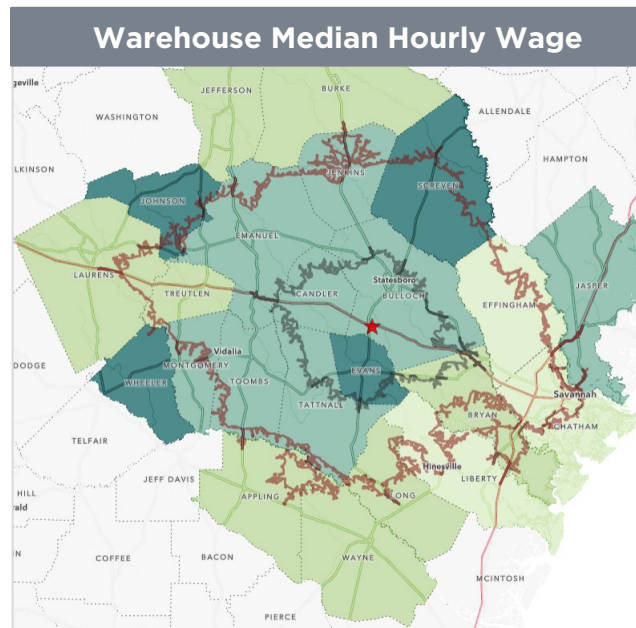 Warehouse Median Hourly Wage
geville
JEFFERSON
BURKE
WASHINGTON
ALLENDALE
HAMPTON
ILKINSON
JENKINS
SCREVEN
JOHNSON
EMANUEL
LAURENS
TREUTLEN
CANDLER
Statesboro
BULLOCH
EFFINGHAM
JASPER
DODGE
Vidalia
MONTGOMERY
WHEELER
TOOMBS
EVANS
TATTNALL
Savannah
BRYAN
CHATHAM
TELFAIR
Hinesville
LIBERTY
JEFF DAVIS
HILL
rald
APPLING
LONG
COFFEE
BACON
WAYNE
MCINTOSH
PIERCE